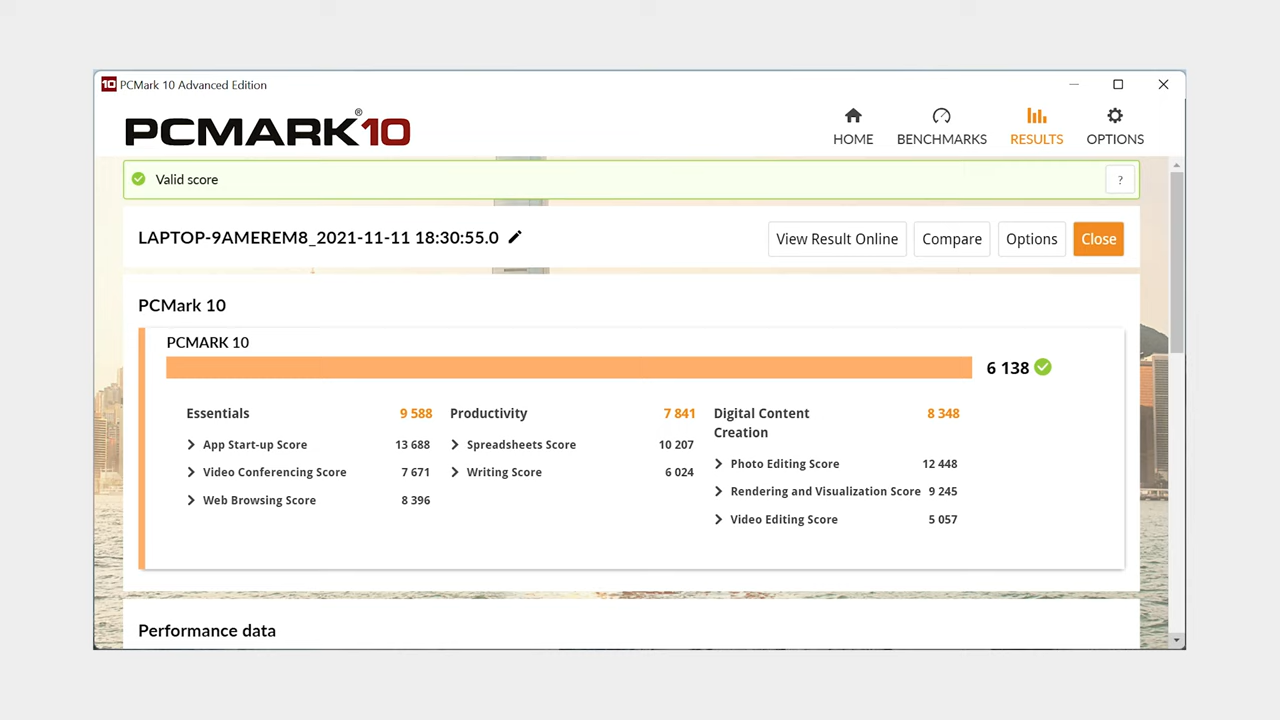 10 PCMark 10 Advanced Edition
PCMARK®10
HOME BENCHMARKS RESULTS OPTIONS
Valid score ?
LAPTOP-9AMEREM8_2021-11-11 18:30:55.0 View Result Online Compare Options Close
PCMark 10
PCMARK 10
6 138
Essentials 9 588 Productivity 7 841 Digital Content Creation 8 348
App Start-up Score 13 688 Spreadsheets Score 10 207
Photo Editing Score 12 448
Video Conferencing Score 7 671 Writing Score 6 024
Rendering and Visualization Score 9 245
Web Browsing Score 8 396
Video Editing Score 5 057
Performance data